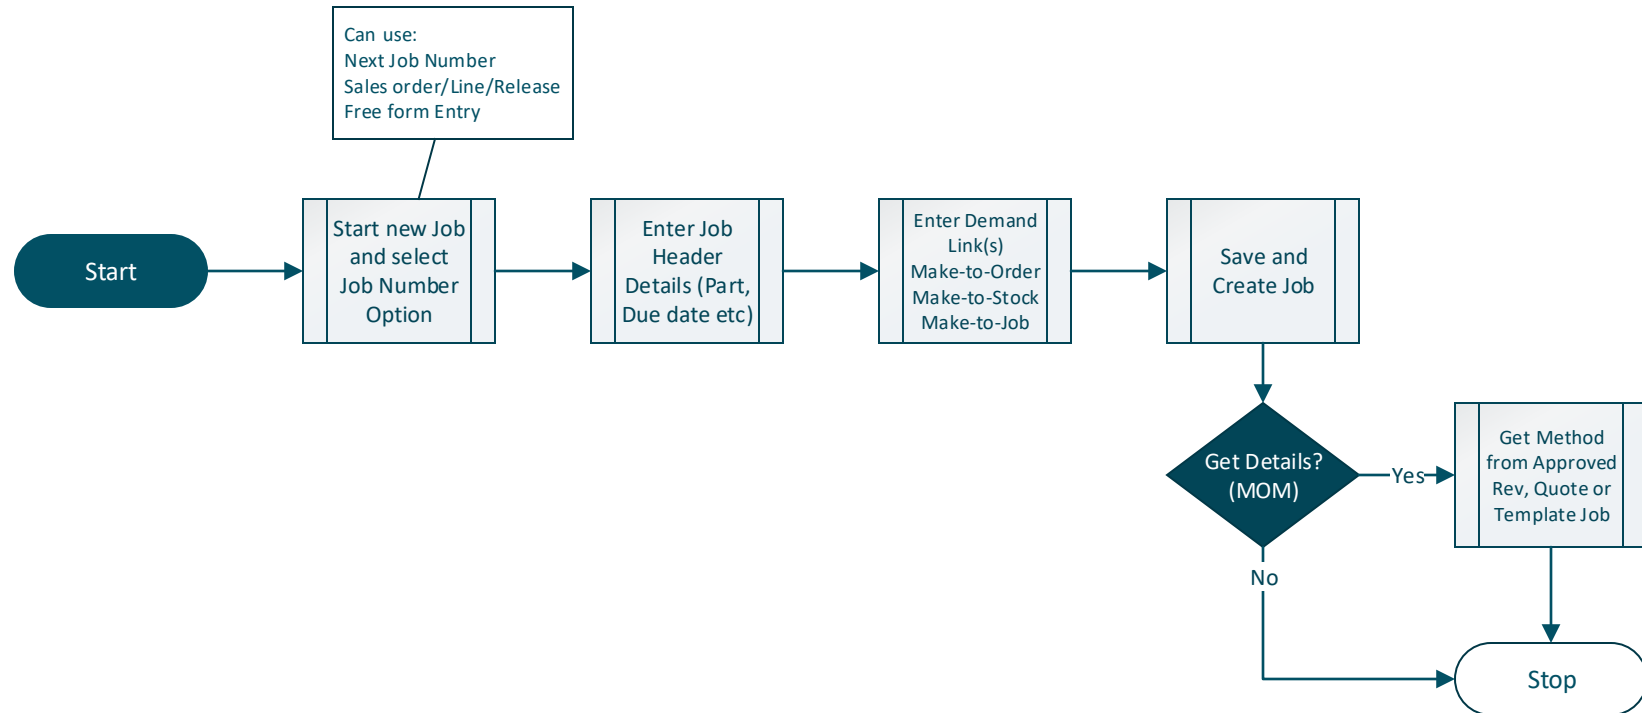 Can use:
Next Job Number
Sales order/Line/Release
Free form Entry
Start
Start new Job
and select
Job Number
Option
Enter Job
Header
Details (Part,
Due date etc)
Enter Demand
Link(s)
Make-to-Order
Make-to-Stock
Make-to-Job
Save and
Create Job
Get Details?
(MOM)
Yes
Get Method
from Approved
Rev, Quote or
Template Job
No
Stop